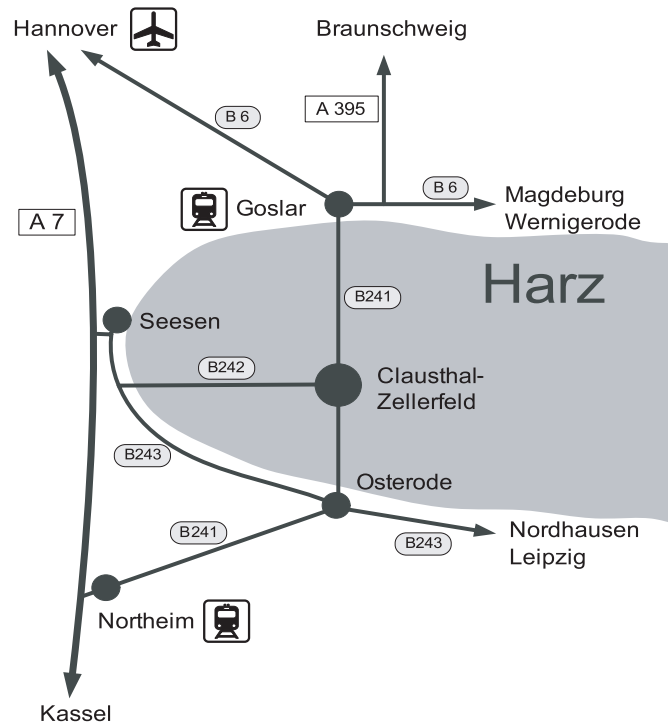 Hannover
Braunschweig
A 395
B 6
B 6
Magdeburg
Wernigerode
Goslar
A 7
Harz
B241
Seesen
B242
Clausthal-
Zellerfeld
B243
Osterode
B241
B243
Nordhausen
Leipzig
Northeim
Kassel